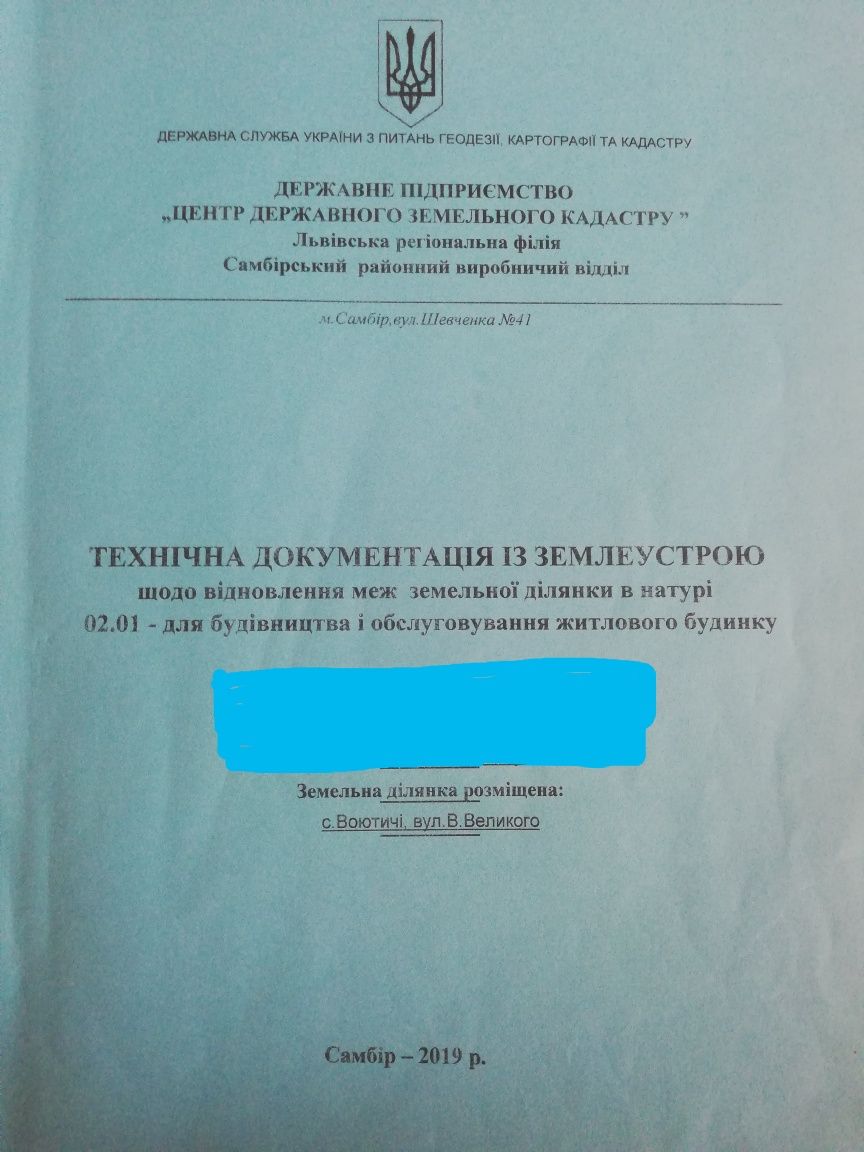 ДЕРЖАВНА СЛУЖБА УКРАЇНИ З ПИТАНЬ ГЕОДЕЗІЇ, КАРТОГРАФІЇ ТА КАДАСТРУ
ДЕРЖАВНЕ ПІДПРИЄМСТВО
„ЦЕНТР ДЕРЖАВНОГО ЗЕМЕЛЬНОГО КАДАСТРУ ”
Львівська регіональна філія
Самбірський районний виробничий відділ
м.Самбір,вул.Шевченка №41
ТЕХНІЧНА ДОКУМЕНТАЦІЯ ІЗ ЗЕМЛЕУСТРОЮ
щодо відновлення меж земельної ділянки в натурі
02.01 - для будівництва і обслуговування житлового будинку
Земельна ділянка розміщена:
с.Воютичі, вул.В.Великого
Самбір – 2019 р.